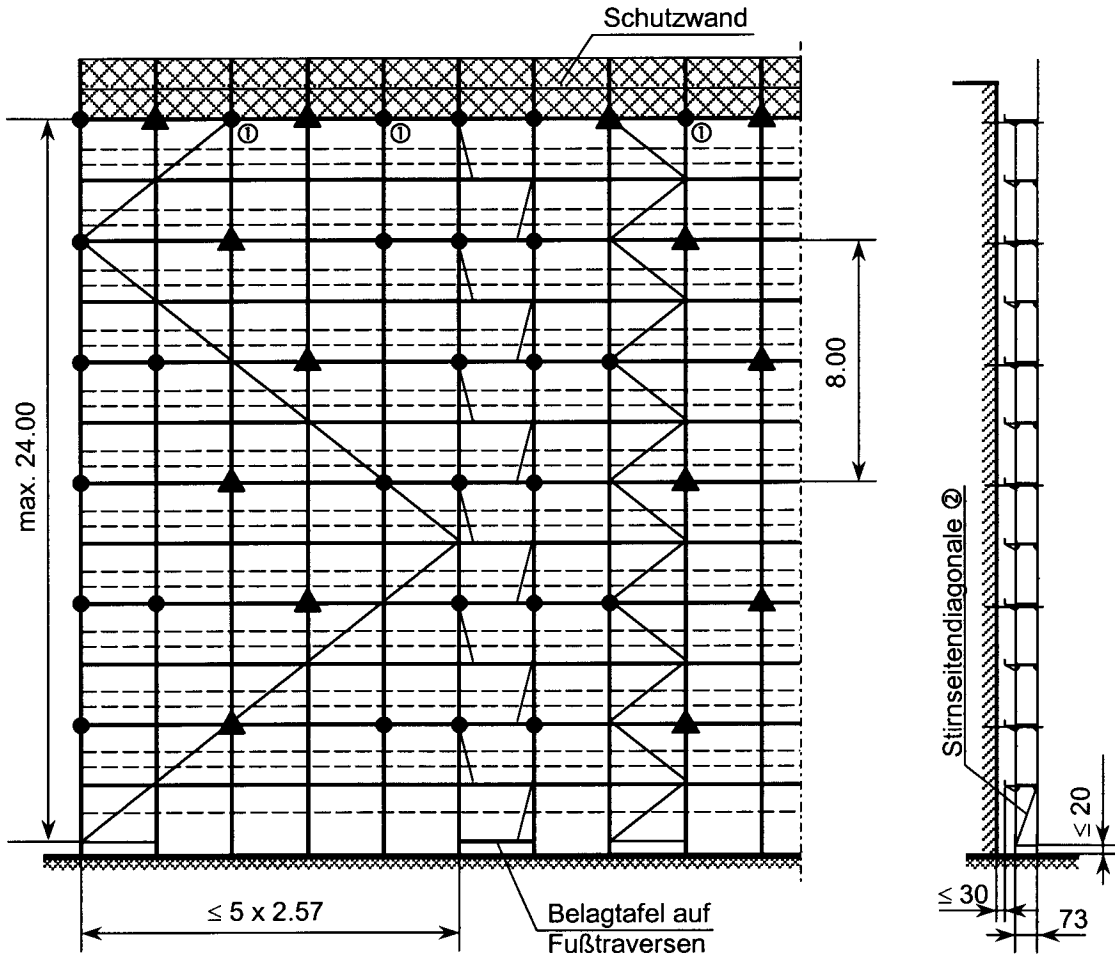 Schutzwand
①
①
①
max. 24.00
8.00
Stirnseitendiagonale ②
≤ 20
≤ 5 x 2.57
Belagtafel auf
Fußtraversen
≤ 30
73